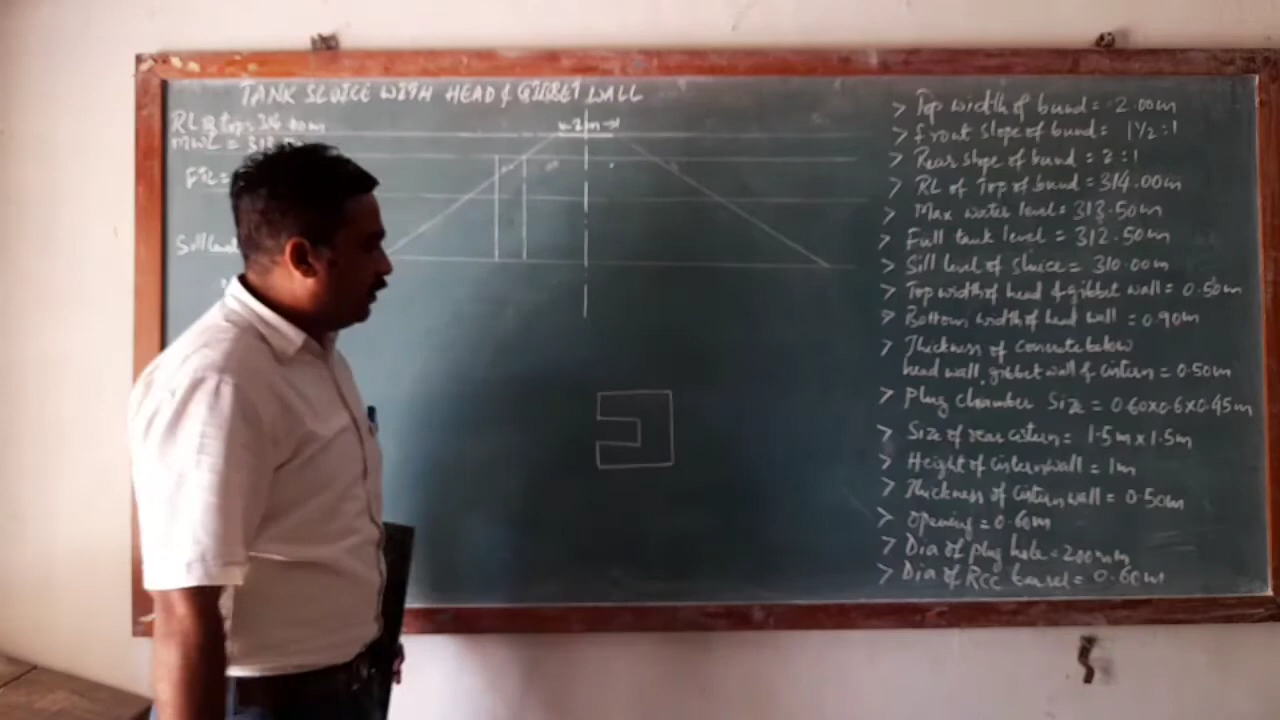 TANK SLUICE WITH HEAD & GIBBET WALL
RL @ top = 314.00m
MWL = 313.
2m
FTL =
Sill level
> Top width of bund = 2.00m
> front slope of bund = 1½:1
> Rear slope of bund = 2:1
> RL of Top of bund = 314.00m
> Max water level = 313.50m
> Full tank level = 312.50m
> Sill level of sluice = 310.00m
> Top width of head & gibbet wall = 0.50m
> Bottom width of head wall = 0.90m
> Thickness of concrete below
head wall, gibbet wall & cistern = 0.50m
> plug chamber Size = 0.60x0.6x0.45m
> Size of rear cistern = 1.5m x 1.5m
> Height of cistern wall = 1m
> Thickness of cistern wall = 0.50m
> opening = 0.60m
> Dia of plug hole = 200mm
> Dia of RCC barrel = 0.60m